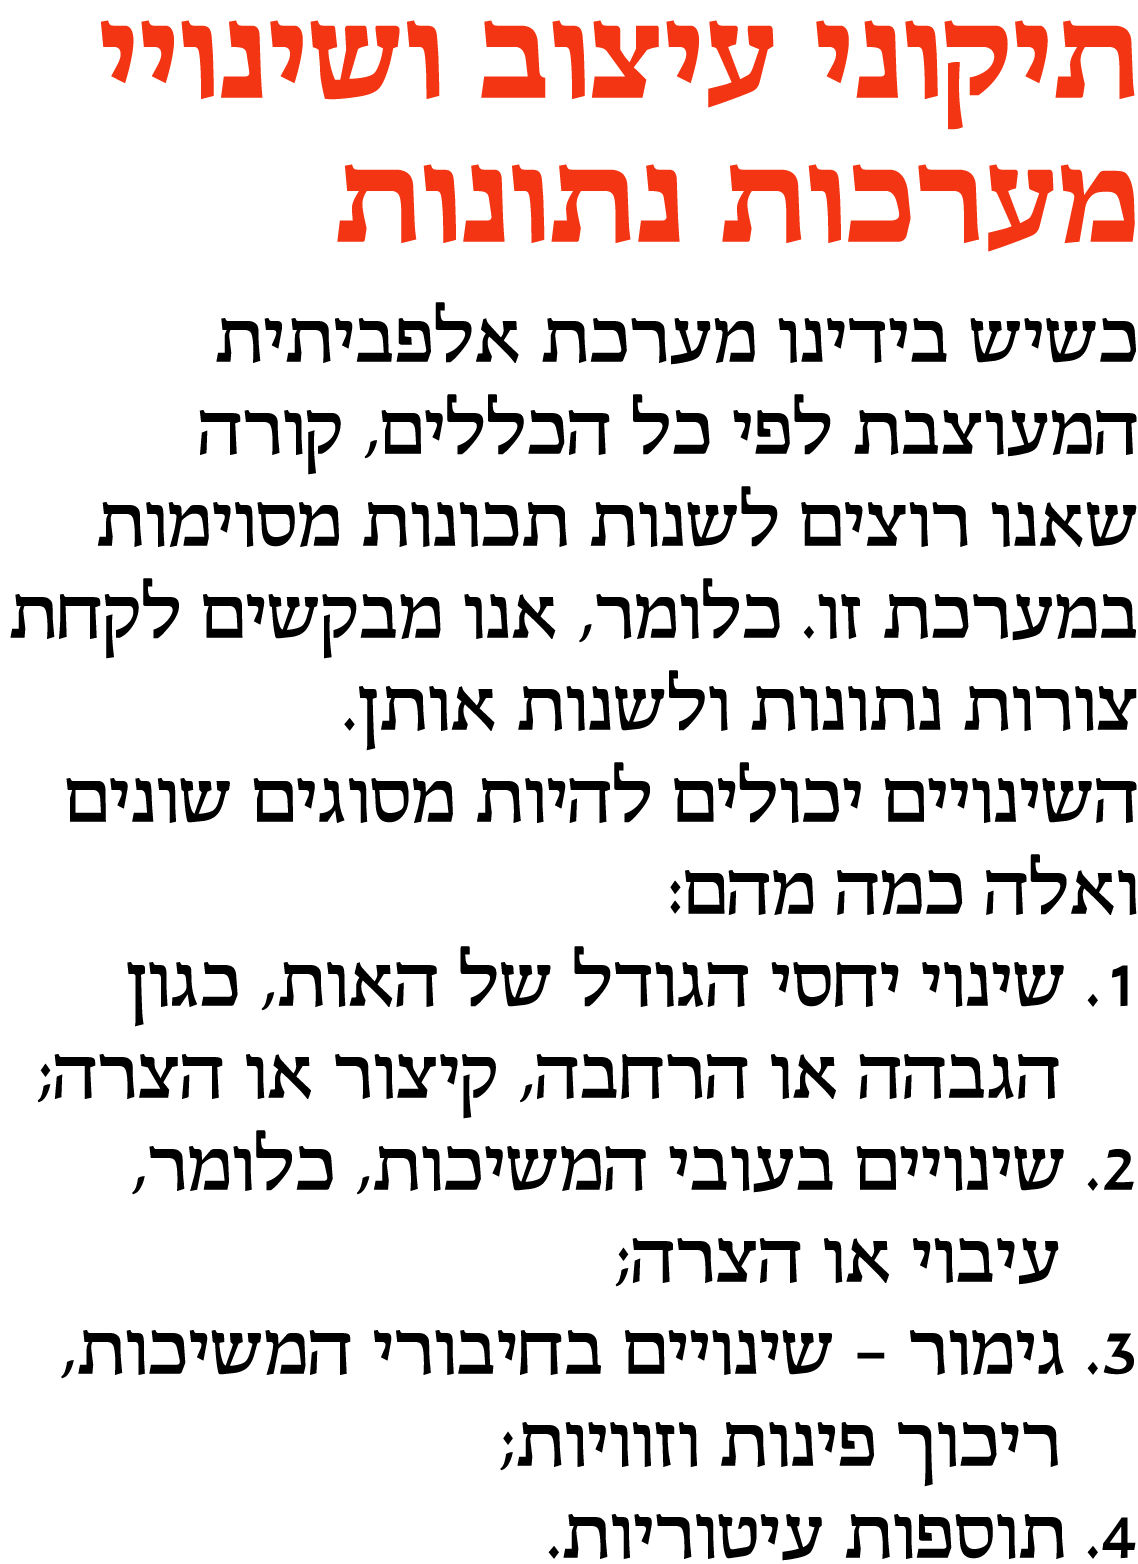 תיקוני עיצוב ושינויי
מערכות נתונות
כשיש בידינו מערכת אלפביתית
המעוצבת לפי כל הכללים, קורה
שאנו רוצים לשנות תכונות מסוימות
במערכת זו. כלומר, אנו מבקשים לקחת
צורות נתונות ולשנות אותן.
השינויים יכולים להיות מסוגים שונים
ואלה כמה מהם:
1. שינוי יחסי הגודל של האות, כגון
הגבהה או הרחבה, קיצור או הצרה;
2. שינויים בעובי המשיכות, כלומר,
עיבוי או הצרה;
3. גימור – שינויים בחיבורי המשיכות,
ריכוך פינות וזוויות;
4. תוספות עיטוריות.